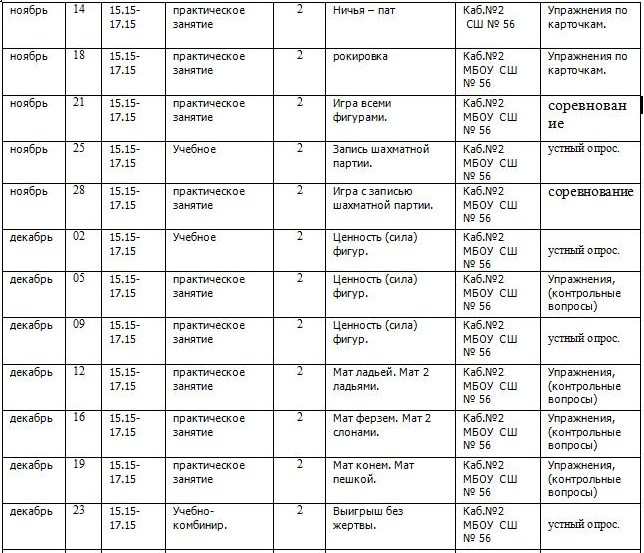 ноябрь 14 15.15- практическое 2 Ничья – пат Каб.№2 Упражнения по
17.15 занятие СШ № 56 карточкам.
ноябрь 18 15.15- практическое 2 рокировка Каб.№2 Упражнения по
17.15 занятие МБОУ СШ карточкам.
№ 56
ноябрь 21 15.15- практическое 2 Игра всеми Каб.№2 соревнован
17.15 занятие фигурами. МБОУ СШ ие
№ 56
ноябрь 25 15.15- Учебное 2 Запись шахматной Каб.№2 устный опрос.
17.15 партии. МБОУ СШ
№ 56
ноябрь 28 15.15- практическое 2 Игра с записью Каб.№2 соревнование
17.15 занятие шахматной партии. МБОУ СШ
№ 56
декабрь 02 15.15- Учебное 2 Ценность (сила) Каб.№2
17.15 фигур. МБОУ СШ устный опрос.
№ 56
декабрь 05 15.15- практическое 2 Ценность (сила) Каб.№2 Упражнения,
17.15 занятие фигур. МБОУ СШ (контрольные
№ 56 вопросы)
декабрь 09 15.15- практическое 2 Ценность (сила) Каб.№2
17.15 занятие фигур. МБОУ СШ устный опрос.
№ 56
декабрь 12 15.15- практическое 2 Мат ладьей. Мат 2 Каб.№2 Упражнения,
17.15 занятие ладьями. МБОУ СШ (контрольные
№ 56 вопросы)
декабрь 16 15.15- практическое 2 Мат ферзем. Мат 2 Каб.№2 Упражнения,
17.15 занятие слонами. МБОУ СШ (контрольные
№ 56 вопросы)
декабрь 19 15.15- практическое 2 Мат конем. Мат Каб.№2 Упражнения,
17.15 занятие пешкой. МБОУ СШ (контрольные
№ 56 вопросы)
декабрь 23 15.15- Учебно- 2 Выигрыш без Каб.№2
17.15 комбинир. жертвы. МБОУ СШ устный опрос.
№ 56